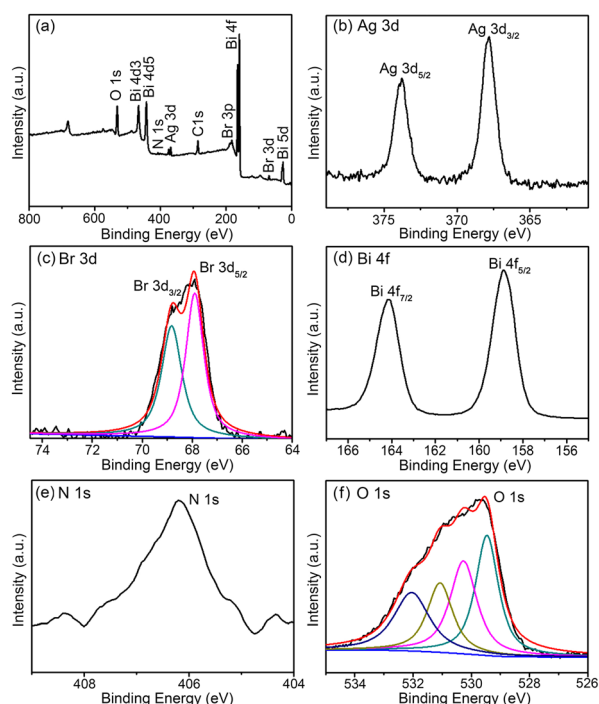 (a)
O 1s
Bi 4d3
Bi 4d5
N 1s
Ag 3d
C1s
Br 3p
Bi 4f
Br 3d
Bi 5d
Intensity (a.u.)
800 600 400 200 0
Binding Energy (eV)
(b) Ag 3d
Ag 3d5/2
Ag 3d3/2
Intensity (a.u.)
375 370 365
Binding Energy (eV)
(c) Br 3d
Br 3d3/2
Br 3d5/2
Intensity (a.u.)
74 72 70 68 66 64
Binding Energy (eV)
(d) Bi 4f
Bi 4f7/2
Bi 4f5/2
Intensity (a.u.)
166 164 162 160 158 156
Binding Energy (eV)
(e) N 1s
N 1s
Intensity (a.u.)
408 406 404
Binding Energy (eV)
(f) O 1s
O 1s
Intensity (a.u.)
534 532 530 528 526
Binding Energy (eV)